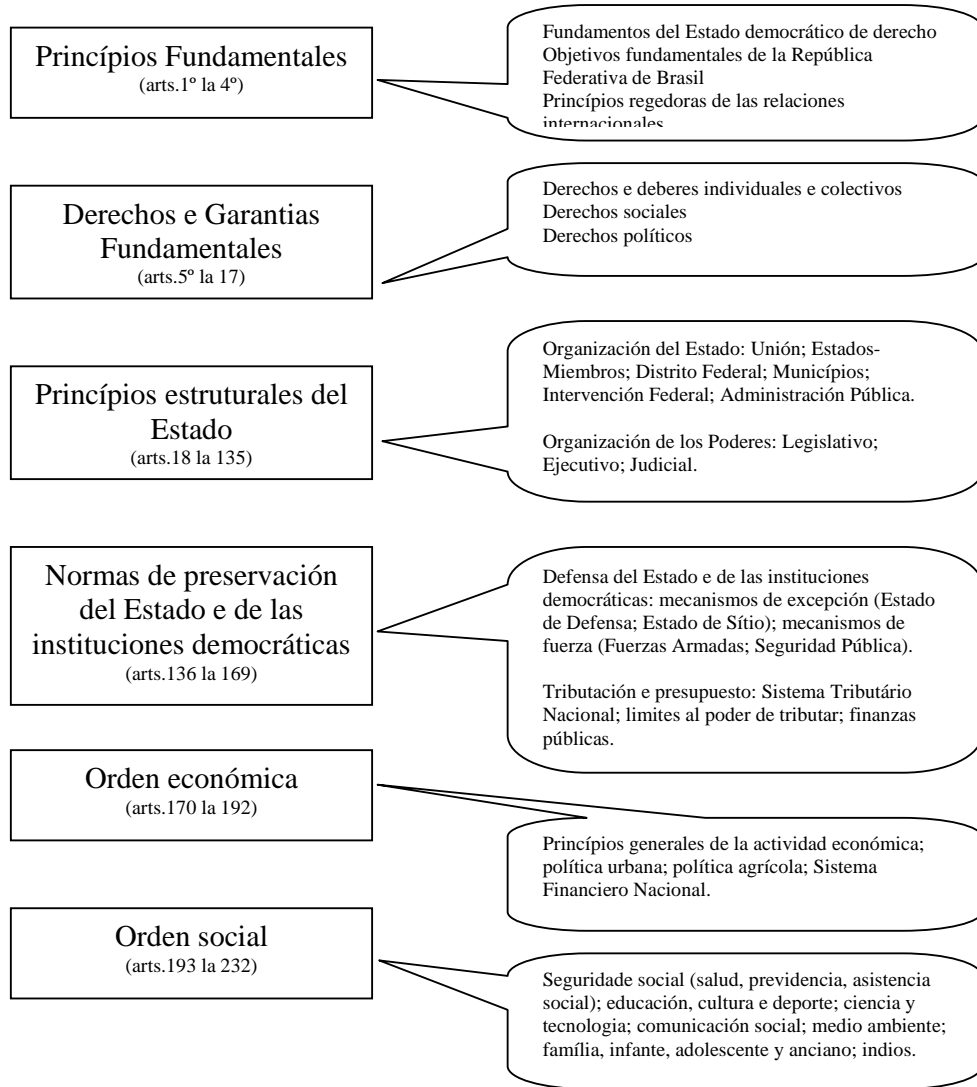 Princípios Fundamentales
(arts.1º la 4º)
Fundamentos del Estado democrático de derecho
Objetivos fundamentales de la República
Federativa de Brasil
Princípios regedoras de las relaciones
internacionales
Derechos e Garantias
Fundamentales
(arts.5º la 17)
Derechos e deberes individuales e colectivos
Derechos sociales
Derechos políticos
Princípios estruturales del
Estado
(arts.18 la 135)
Organización del Estado: Unión; Estados-
Miembros; Distrito Federal; Municípios;
Intervención Federal; Administración Pública.
Organización de los Poderes: Legislativo;
Ejecutivo; Judicial.
Normas de preservación
del Estado e de las
instituciones democráticas
(arts.136 la 169)
Defensa del Estado e de las instituciones
democráticas: mecanismos de excepción (Estado
de Defensa; Estado de Sítio); mecanismos de
fuerza (Fuerzas Armadas; Seguridad Pública).
Tributación e presupuesto: Sistema Tributário
Nacional; limites al poder de tributar; finanzas
públicas.
Orden económica
(arts.170 la 192)
Princípios generales de la actividad económica;
política urbana; política agrícola; Sistema
Financiero Nacional.
Orden social
(arts.193 la 232)
Seguridade social (salud, previdencia, asistencia
social); educación, cultura e deporte; ciencia y
tecnologia; comunicación social; medio ambiente;
família, infante, adolescente y anciano; indios.